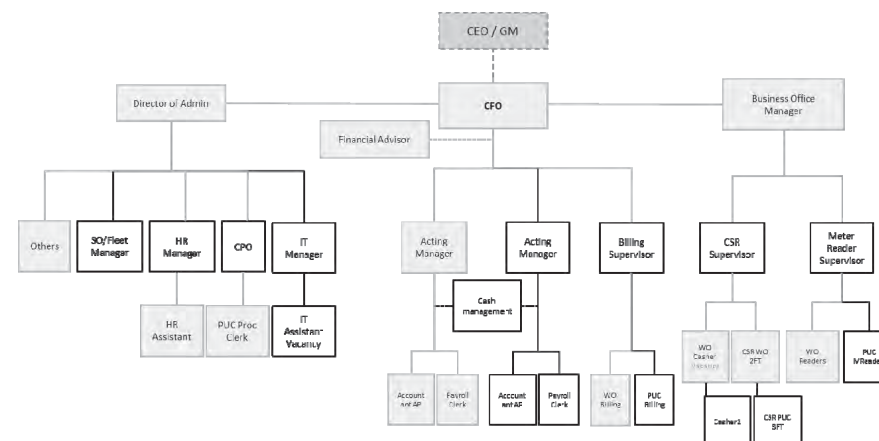 CEO / GM
Director of Admin
CFO
Business Office
Manager
Financial Advisor
Others
SO/Fleet
Manager
HR
Manager
CPO
IT
Manager
Acting
Manager
Acting
Manager
Billing
Supervisor
CSR
Supervisor
Meter
Reader
Supervisor
Cash
management
HR
Assistant
PUC Proc
Clerk
IT
Assistant
Vacancy
Account
ant AP
Payroll
Clerk
Account
ant AP
Payroll
Clerk
WO
Billing
PUC
Billing
WO
Casher
CSR WO
2FT
WO
Readers
PUC
Casher1
CSR PUC
5FT